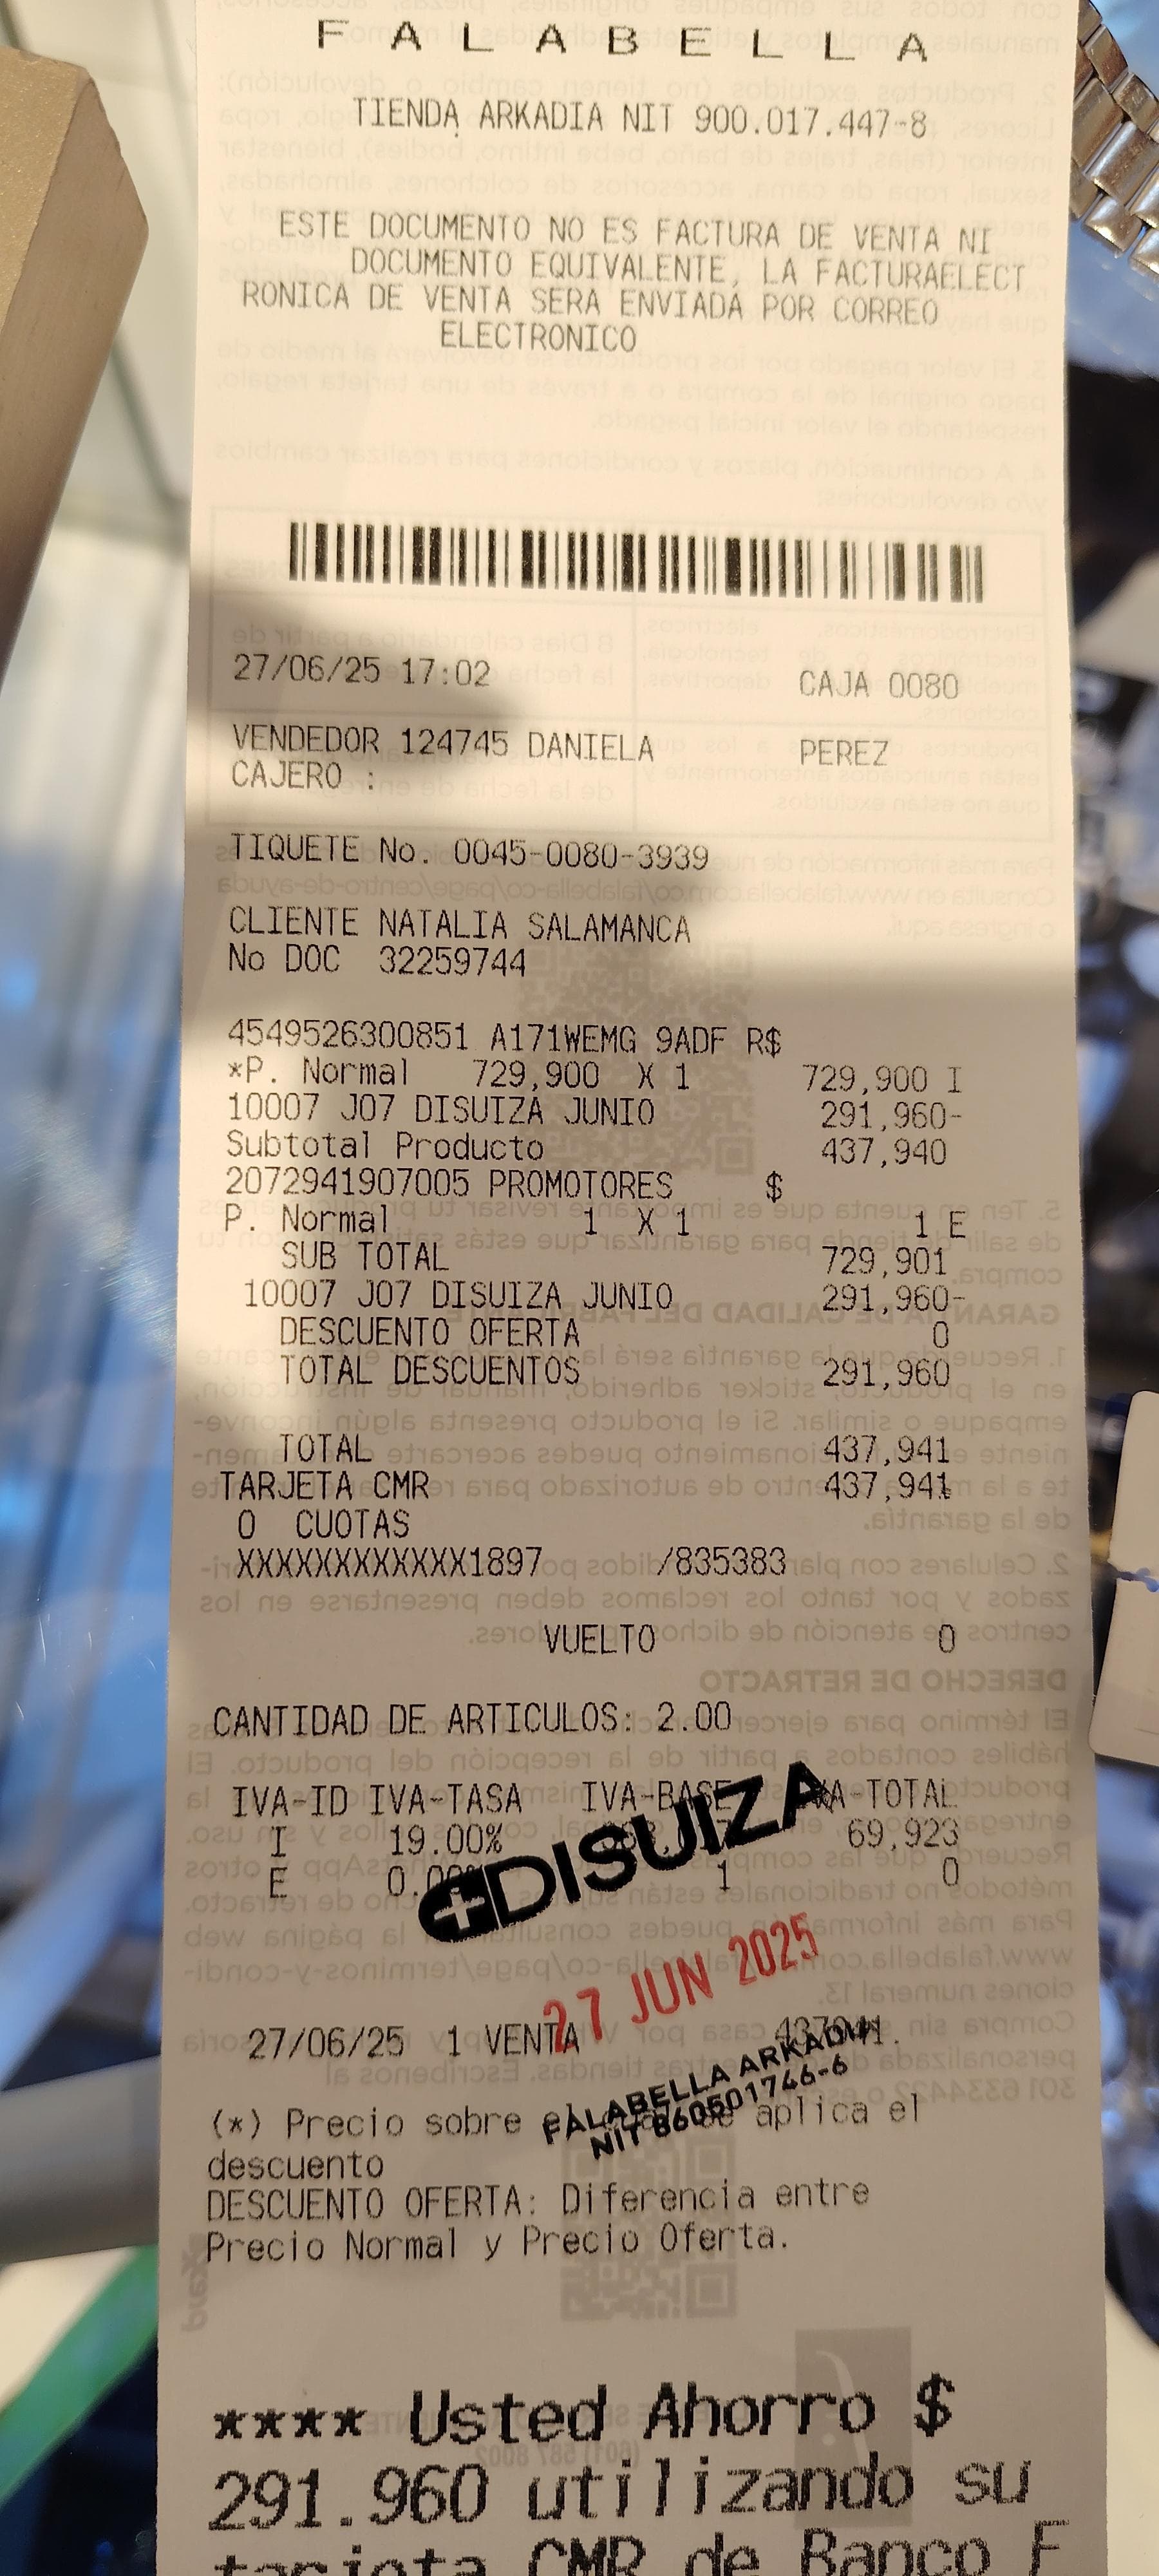 F A L A B E L L A
TIENDA ARKADIA NIT 900.017.447-8
ESTE DOCUMENTO NO ES FACTURA DE VENTA NI
DOCUMENTO EQUIVALENTE, LA FACTURAELECT
RONICA DE VENTA SERA ENVIADA POR CORREO
ELECTRONICO
27/06/25 17:02 CAJA 0080
VENDEDOR 124745 DANIELA PEREZ
CAJERO :
TIQUETE No. 0045-0080-3939
CLIENTE NATALIA SALAMANCA
No DOC 32259744
4549526300851 A171WEMG 9ADF R$
*P. Normal 729,900 X 1 729,900 I
10007 J07 DISUIZA JUNIO 291,960-
Subtotal Producto 437,940
2072941907005 PROMOTORES $
P. Normal 1 X 1 1 E
SUB TOTAL 729,901
10007 J07 DISUIZA JUNIO 291,960-
DESCUENTO OFERTA 0
TOTAL DESCUENTOS 291,960
TOTAL 437,941
TARJETA CMR 437,941
0 CUOTAS
XXXXXXXXXXXX1897 /835383
VUELTO 0
CANTIDAD DE ARTICULOS: 2.00
IVA-ID IVA-TASA IVA-BASE IVA-TOTAL
I 19.00% 69,923
E 0.00% 1 0
DISUIZA
27 JUN 2025
27/06/25 1 VENTA
FALABELLA ARKADIA
NIT 860501746-6
(*) Precio sobre el aplica el
descuento
DESCUENTO OFERTA: Diferencia entre
Precio Normal y Precio Oferta.
**** Usted Ahorro $
291.960 utilizando su
tarjeta CMR de Banco F